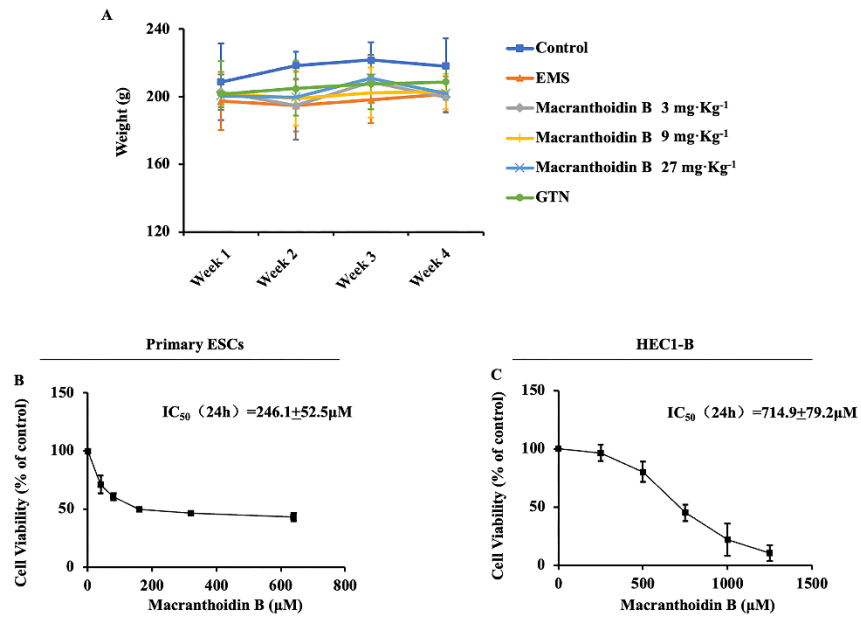 A
240
200
160
120
Weight (g)
Week 1
Week 2
Week 3
Week 4
Control
EMS
Macranthoidin B 3 mg·Kg⁻¹
Macranthoidin B 9 mg·Kg⁻¹
Macranthoidin B 27 mg·Kg⁻¹
GTN
Primary ESCs
B
IC₅₀（24h）=246.1±52.5μM
150
100
50
0
Cell Viability (% of control)
0 200 400 600 800
Macranthoidin B (μM)
HEC1-B
C
IC₅₀（24h）=714.9±79.2μM
150
100
50
0
Cell Viability (% of control)
0 500 1000 1500
Macranthoidin B (μM)